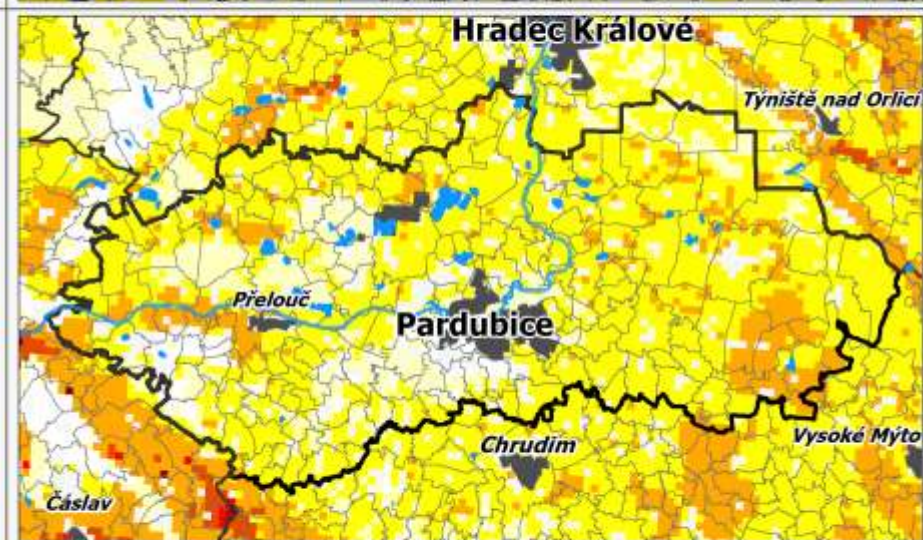 Hradec Králové
Týniště nad Orlicí
Přelouč
Pardubice
Chrudim
Vysoké Mýto
Čáslav